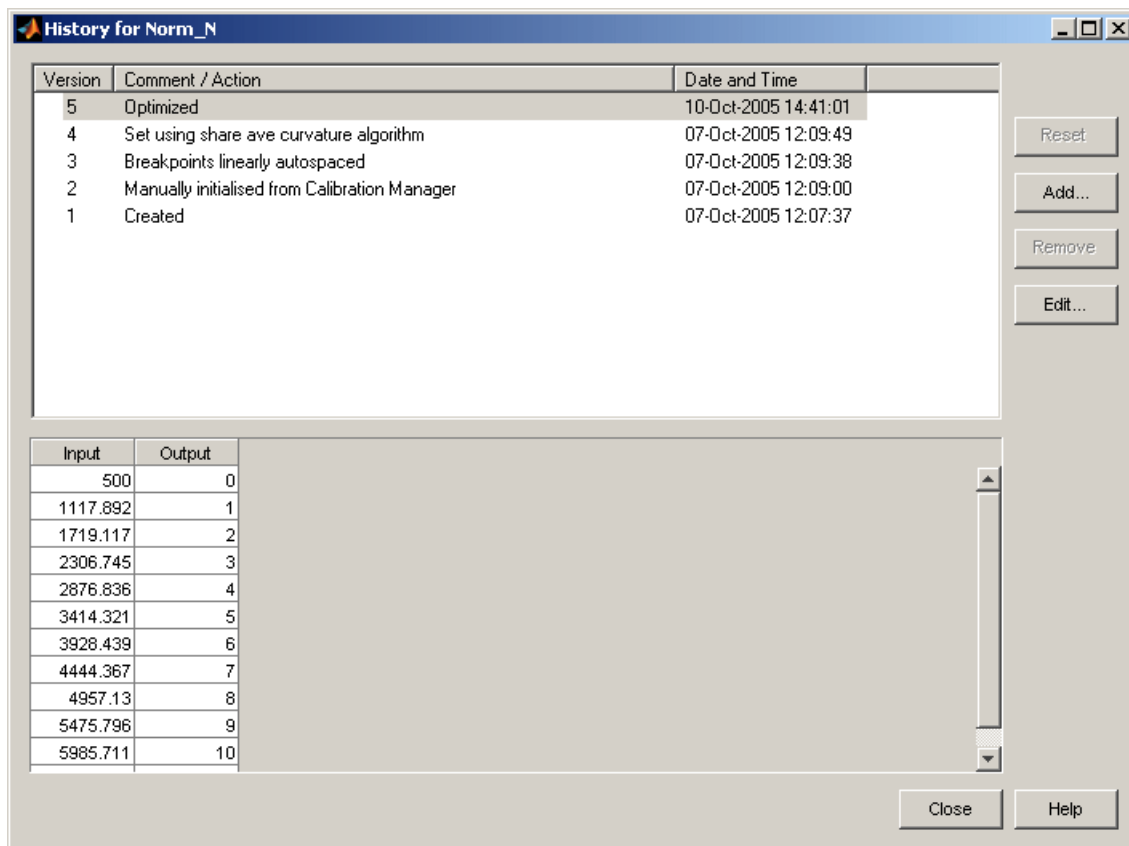 History for Norm_N
Version Comment / Action Date and Time
5 Optimized 10-Oct-2005 14:41:01
4 Set using share ave curvature algorithm 07-Oct-2005 12:09:49
3 Breakpoints linearly autospaced 07-Oct-2005 12:09:38
2 Manually initialised from Calibration Manager 07-Oct-2005 12:09:00
1 Created 07-Oct-2005 12:07:37
Reset
Add...
Remove
Edit...
Input Output
500 0
1117.892 1
1719.117 2
2306.745 3
2876.836 4
3414.321 5
3928.439 6
4444.367 7
4957.13 8
5475.796 9
5985.711 10
Close Help